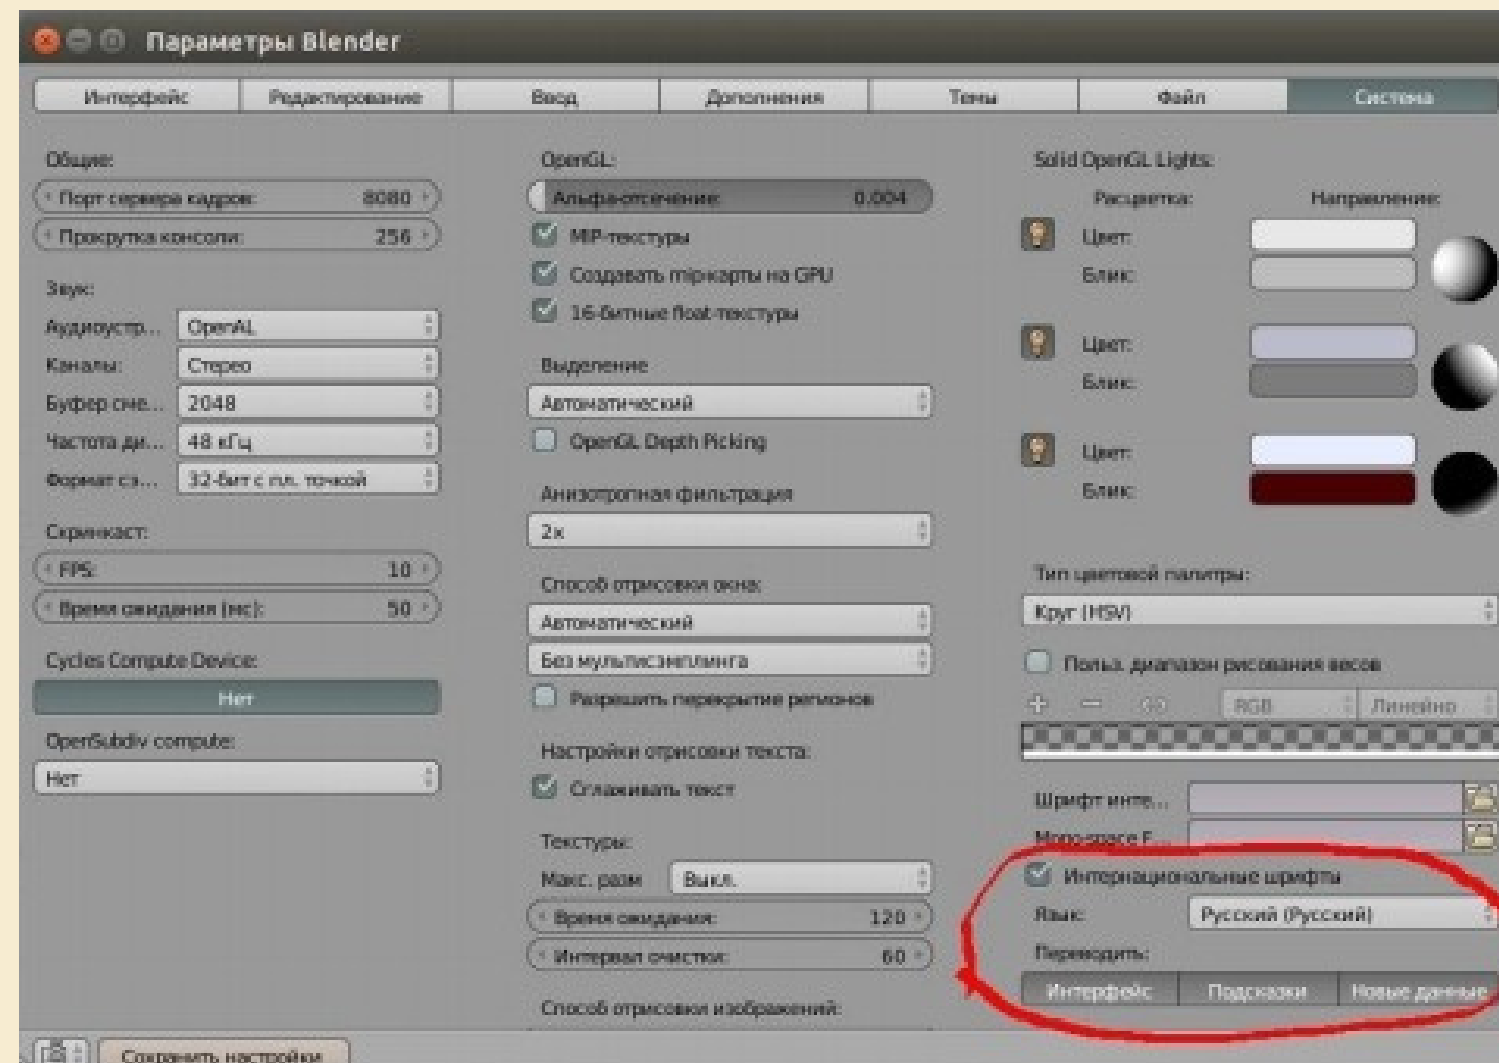 Параметры Blender
Интерфейс Редактирование Ввод Дополнения Темы Файл Система
Общие:
Порт сервера кадров: 8080
Прокрутка консоли: 256
Звук:
Аудиоустр... OpenAL
Каналы: Стерео
Буфер сме... 2048
Частота ди... 48 кГц
Формат сэ... 32-бит с пл. точкой
Скринкаст:
FPS: 10
Время ожидания (мс): 50
Cycles Compute Device:
Нет
OpenSubdiv compute:
Нет
OpenGL:
Альфа-отсечение: 0.004
MIP-текстуры
Создавать mip-карты на GPU
16-битные float-текстуры
Выделение
Автоматический
OpenGL Depth Picking
Анизотропная фильтрация
2x
Способ отрисовки окна:
Автоматический
Без мультисэмплинга
Разрешить перекрытие регионов
Настройки отрисовки текста:
Сглаживать текст
Текстуры:
Макс. разм Выкл.
Время ожидания: 120
Интервал очистки: 60
Способ отрисовки изображений:
Solid OpenGL Lights:
Расцветка: Направление:
Цвет:
Блик:
Цвет:
Блик:
Цвет:
Блик:
Тип цветовой палитры:
Круг (HSV)
Польз. диапазон рисования весов
RGB Линейно
Шрифт инте...
Mono-space F...
Интернациональные шрифты
Язык: Русский (Русский)
Переводить:
Интерфейс Подсказки Новые данные
Сохранить настройки